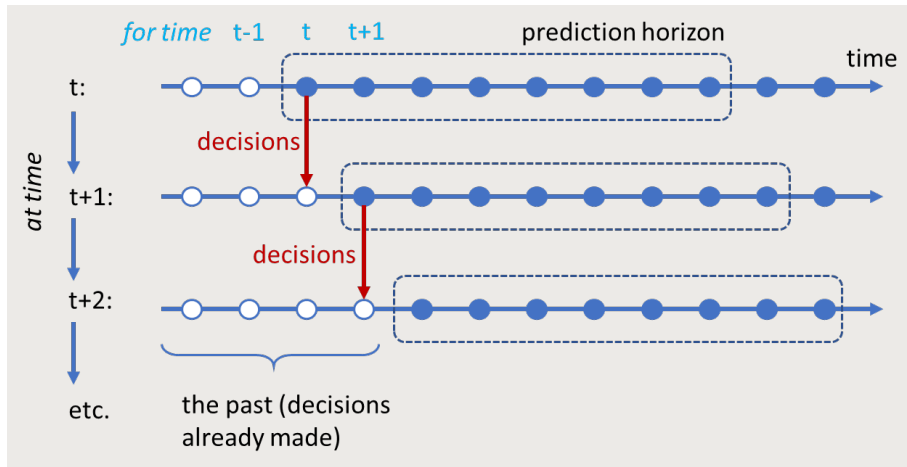 for time t-1 t t+1 prediction horizon
time
t:
decisions
at time
t+1:
decisions
t+2:
etc.
the past (decisions
already made)